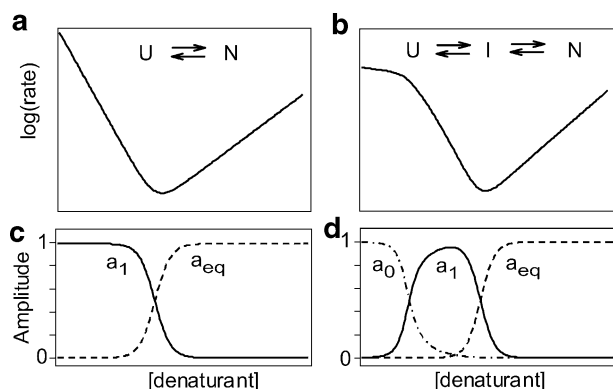 a
U ⇌ N
log(rate)
b
U ⇌ I ⇌ N
c
1
a1
aeq
0
Amplitude
[denaturant]
d
1
a0
a1
aeq
0
[denaturant]